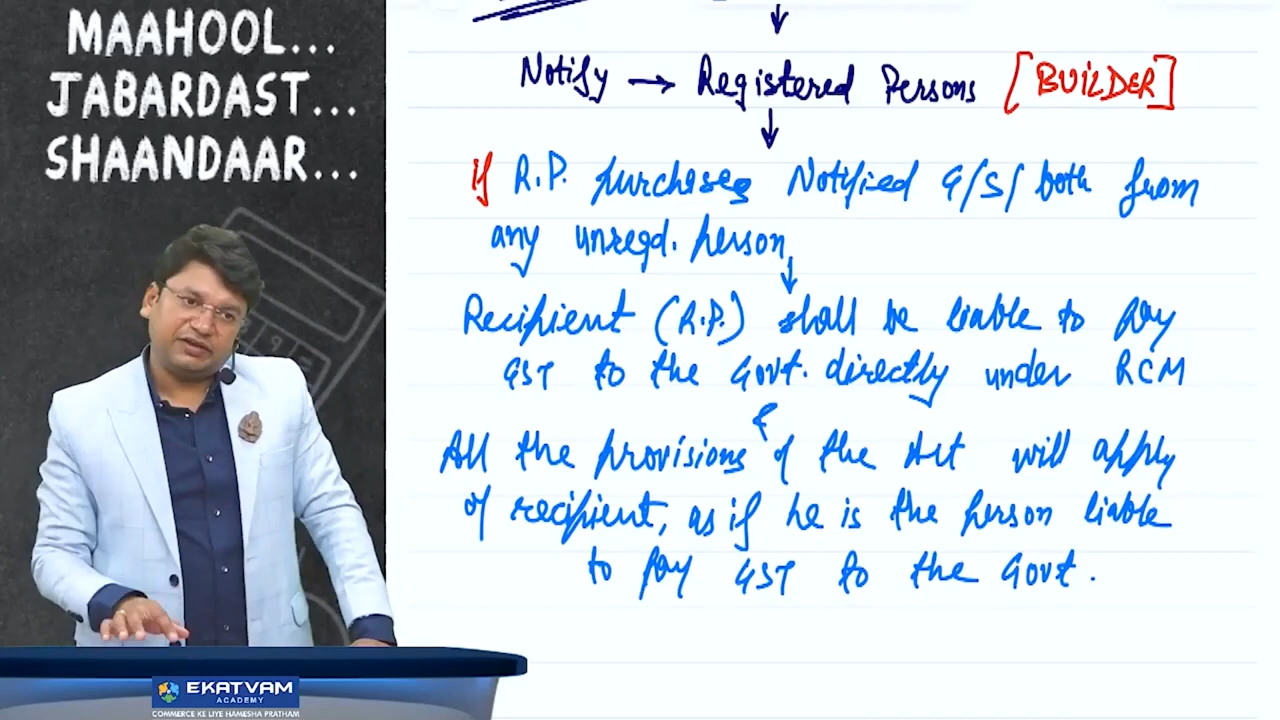 MAAHOOL...
JABARDAST...
SHAANDAAR...
Notify → Registered Persons [BUILDER]
If R.P. purchases Notified G/S/both from
any unregd. person
Recipient (R.P.) shall be liable to pay
GST to the Govt. directly under RCM
&
All the provisions of the Act will apply
of recipient, as if he is the person liable
to pay GST to the Govt.
EKATVAM
ACADEMY
COMMERCE KE LIYE HAMESHA PRATHAM